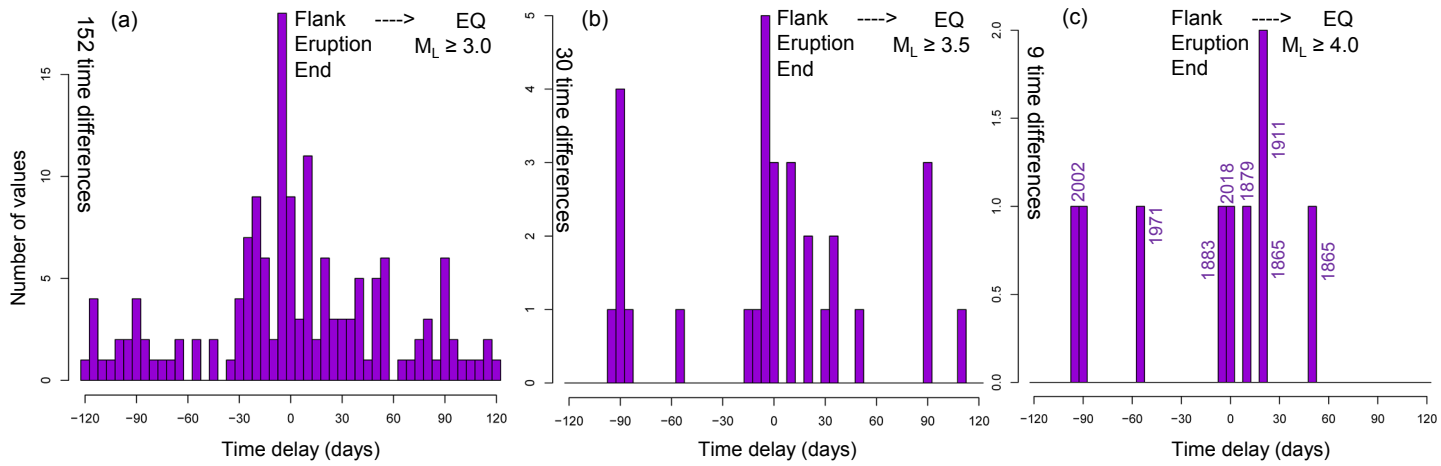 (a)
152 time differences
Flank ----> EQ
Eruption M_L ≥ 3.0
End
Number of values
0
5
10
15
−120 −90 −60 −30 0 30 60 90 120
Time delay (days)
(b)
30 time differences
Flank ----> EQ
Eruption M_L ≥ 3.5
End
0
1
2
3
4
5
−120 −90 −60 −30 0 30 60 90 120
Time delay (days)
(c)
9 time differences
Flank ----> EQ
Eruption M_L ≥ 4.0
End
0.0
0.5
1.0
1.5
2.0
2002
1971
1883
2018
1879
1911
1865
1865
−120 −90 −60 −30 0 30 60 90 120
Time delay (days)